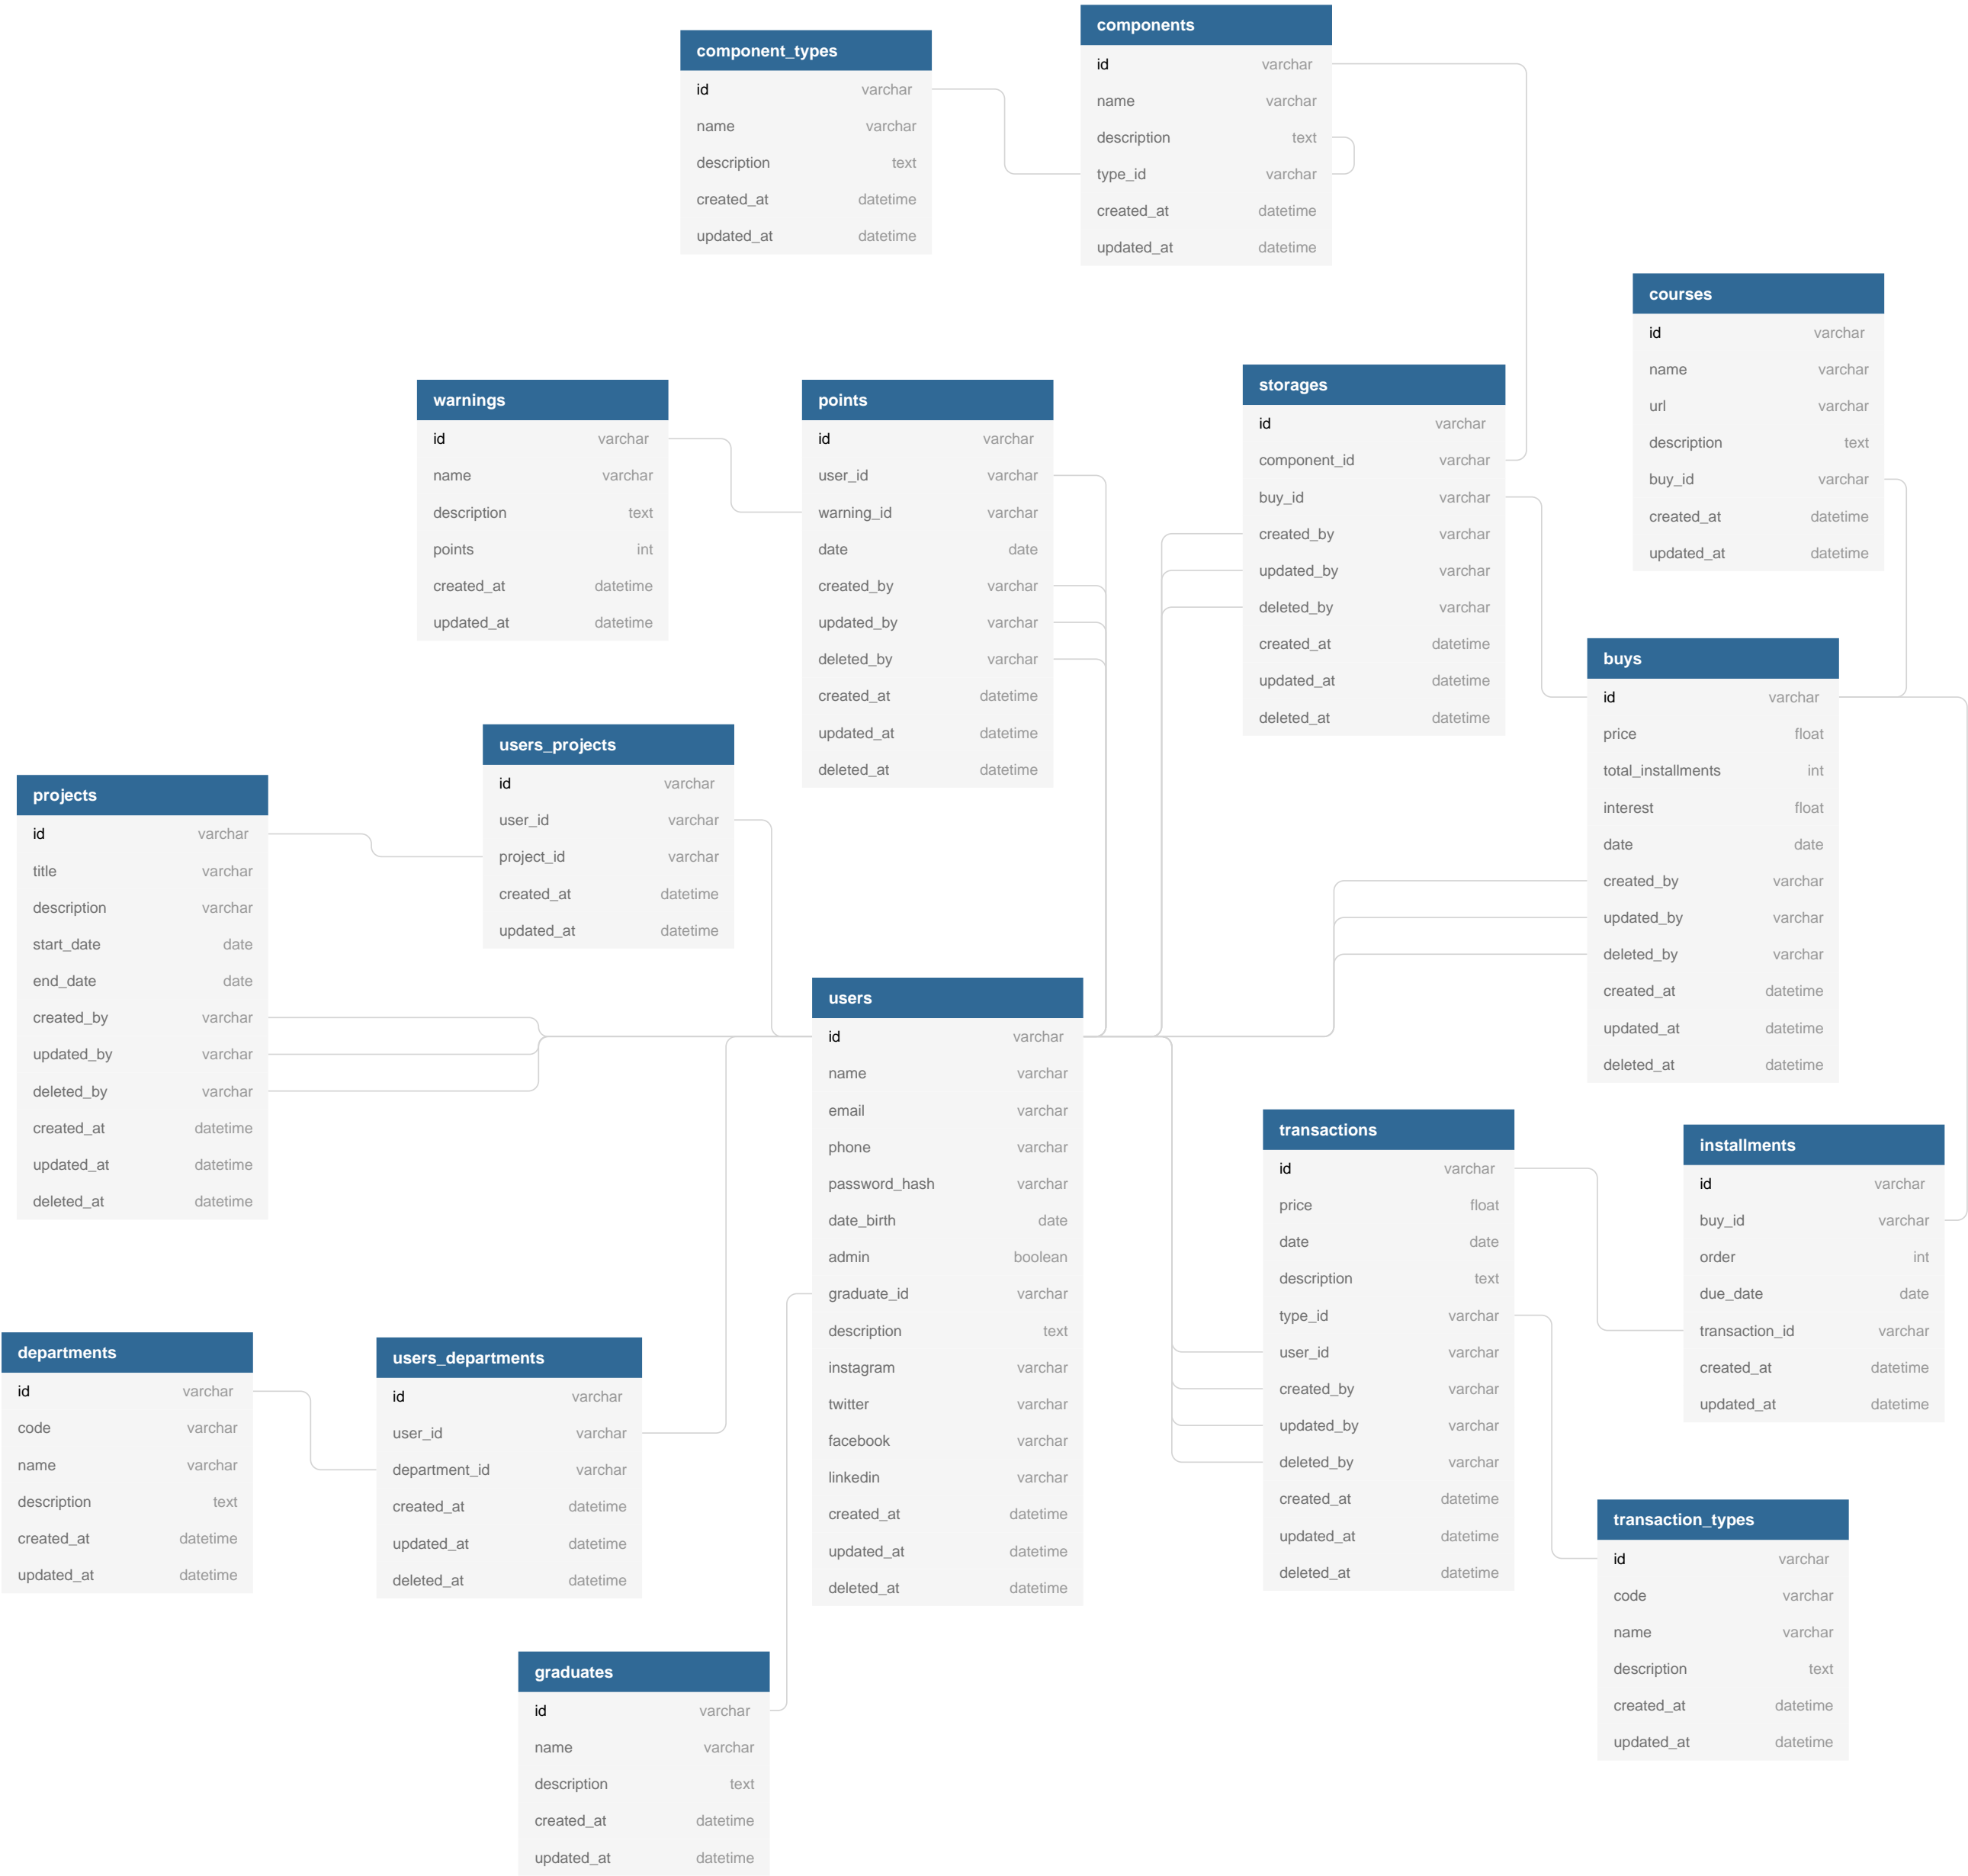 components
id varchar
name varchar
description text
type_id varchar
created_at datetime
updated_at datetime
component_types
id varchar
name varchar
description text
created_at datetime
updated_at datetime
courses
id varchar
name varchar
url varchar
description text
buy_id varchar
created_at datetime
updated_at datetime
storages
id varchar
component_id varchar
buy_id varchar
created_by varchar
updated_by varchar
deleted_by varchar
created_at datetime
updated_at datetime
deleted_at datetime
warnings
id varchar
name varchar
description text
points int
created_at datetime
updated_at datetime
points
id varchar
user_id varchar
warning_id varchar
date date
created_by varchar
updated_by varchar
deleted_by varchar
created_at datetime
updated_at datetime
deleted_at datetime
buys
id varchar
price float
total_installments int
interest float
date date
created_by varchar
updated_by varchar
deleted_by varchar
created_at datetime
updated_at datetime
deleted_at datetime
users_projects
id varchar
user_id varchar
project_id varchar
created_at datetime
updated_at datetime
projects
id varchar
title varchar
description varchar
start_date date
end_date date
created_by varchar
updated_by varchar
deleted_by varchar
created_at datetime
updated_at datetime
deleted_at datetime
users
id varchar
name varchar
email varchar
phone varchar
password_hash varchar
date_birth date
admin boolean
graduate_id varchar
description text
instagram varchar
twitter varchar
facebook varchar
linkedin varchar
created_at datetime
updated_at datetime
deleted_at datetime
transactions
id varchar
price float
date date
description text
type_id varchar
user_id varchar
created_by varchar
updated_by varchar
deleted_by varchar
created_at datetime
updated_at datetime
deleted_at datetime
installments
id varchar
buy_id varchar
order int
due_date date
transaction_id varchar
created_at datetime
updated_at datetime
departments
id varchar
code varchar
name varchar
description text
created_at datetime
updated_at datetime
users_departments
id varchar
user_id varchar
department_id varchar
created_at datetime
updated_at datetime
deleted_at datetime
transaction_types
id varchar
code varchar
name varchar
description text
created_at datetime
updated_at datetime
graduates
id varchar
name varchar
description text
created_at datetime
updated_at datetime